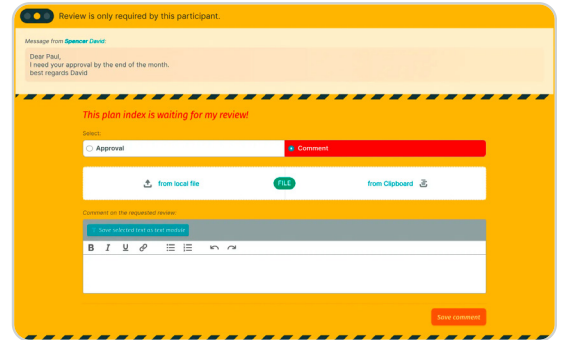 Review is only required by this participant.
Message from Spencer David:
Dear Paul,
I need your approval by the end of the month.
best regards David
This plan index is waiting for my review!
Select:
Approval
Comment
from local file
FILE
from Clipboard
Comment on the requested review:
Save selected text as text module
B I U
Save comment